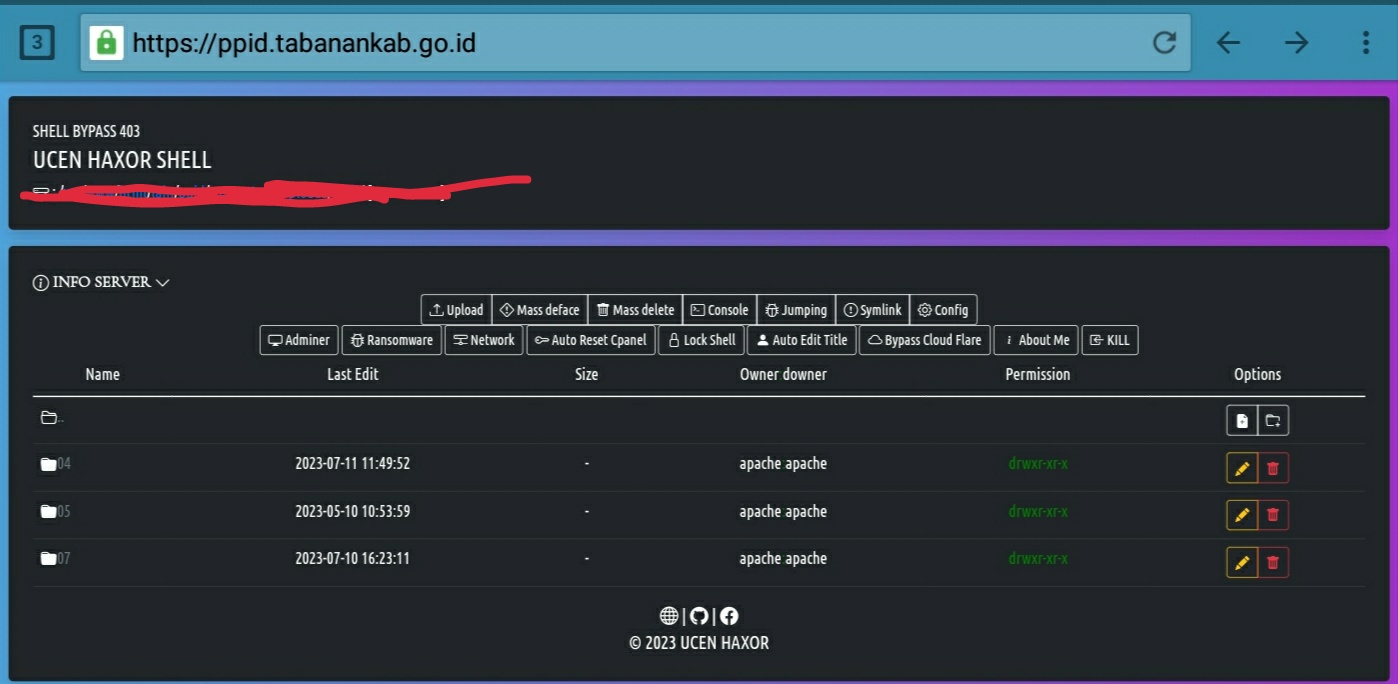 3 https://ppid.tabanankab.go.id
SHELL BYPASS 403
UCEN HAXOR SHELL
INFO SERVER
Upload Mass deface Mass delete Console Jumping Symlink Config
Adminer Ransomware Network Auto Reset Cpanel Lock Shell Auto Edit Title Bypass Cloud Flare i About Me KILL
Name Last Edit Size Owner downer Permission Options
..
04 2023-07-11 11:49:52 - apache apache drwxr-xr-x
05 2023-05-10 10:53:59 - apache apache drwxr-xr-x
07 2023-07-10 16:23:11 - apache apache drwxr-xr-x
| |
© 2023 UCEN HAXOR